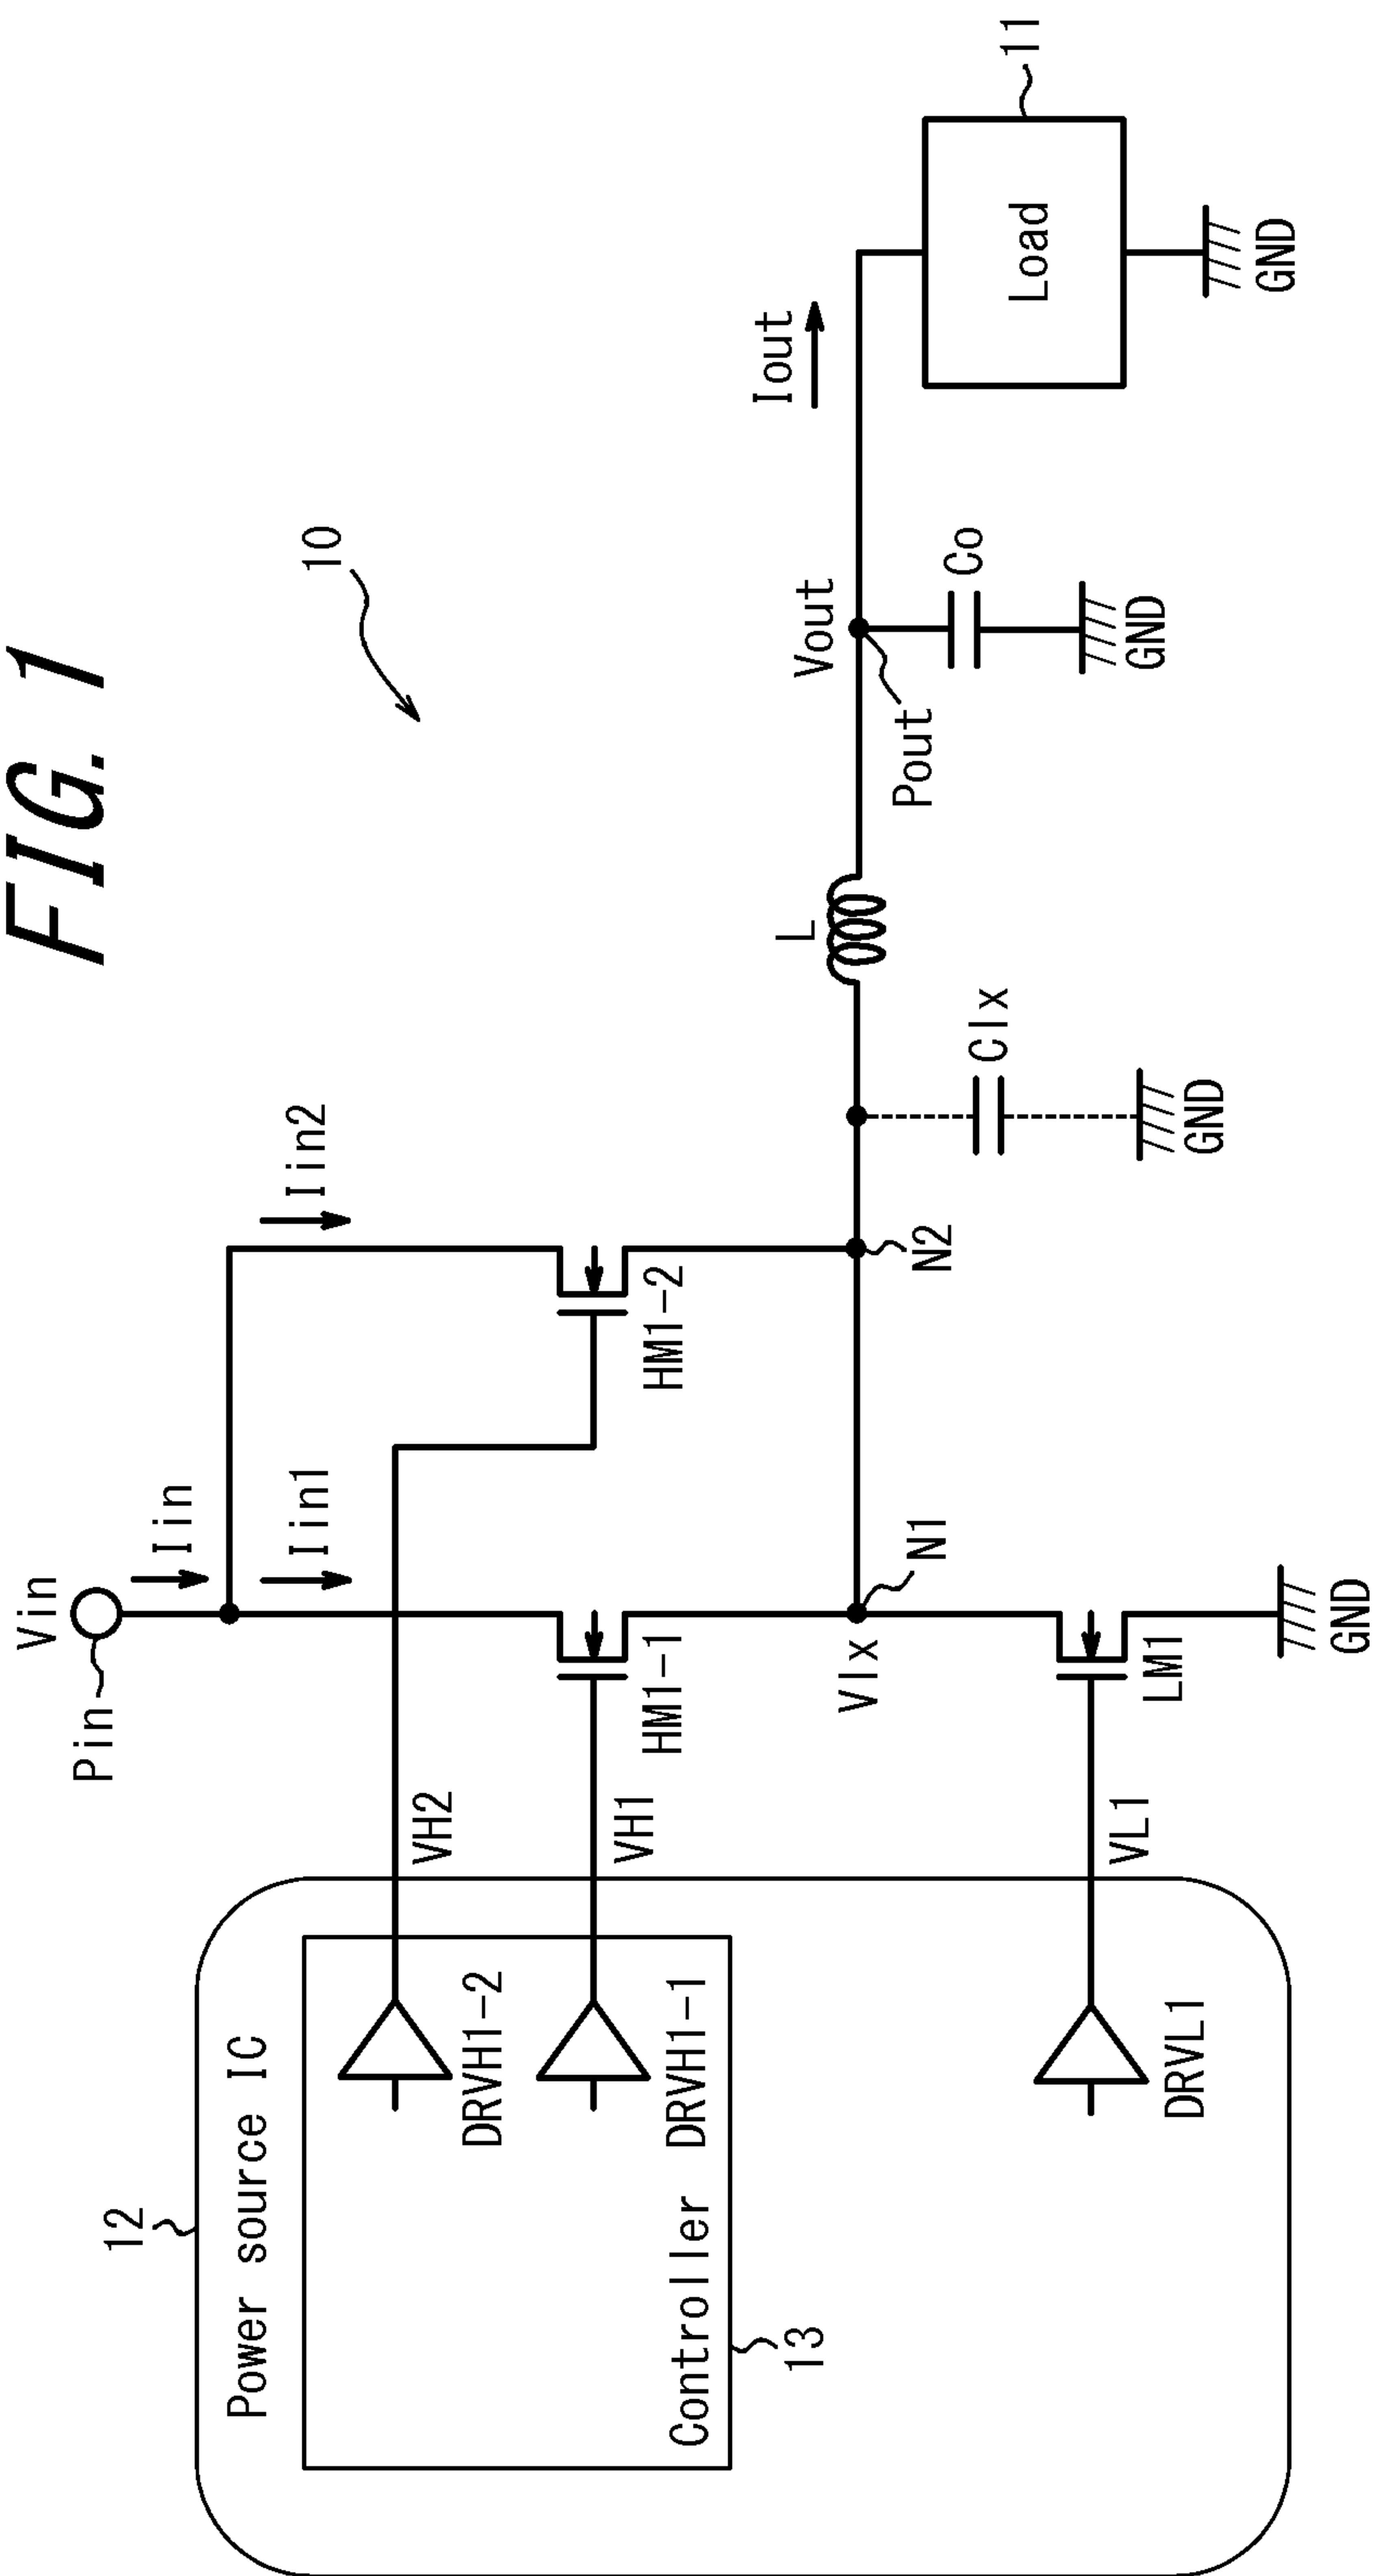 FIG. 1
10
Vin
Pin
Iin
Iin1
Iin2
12
Power source IC
VH2
DRVH1-2
HM1-2
VH1
DRVH1-1
HM1-1
Controller
13
Vlx
N1
N2
L
Clx
GND
Vout
Pout
Co
GND
Iout
Load
11
GND
VL1
DRVL1
LM1
GND